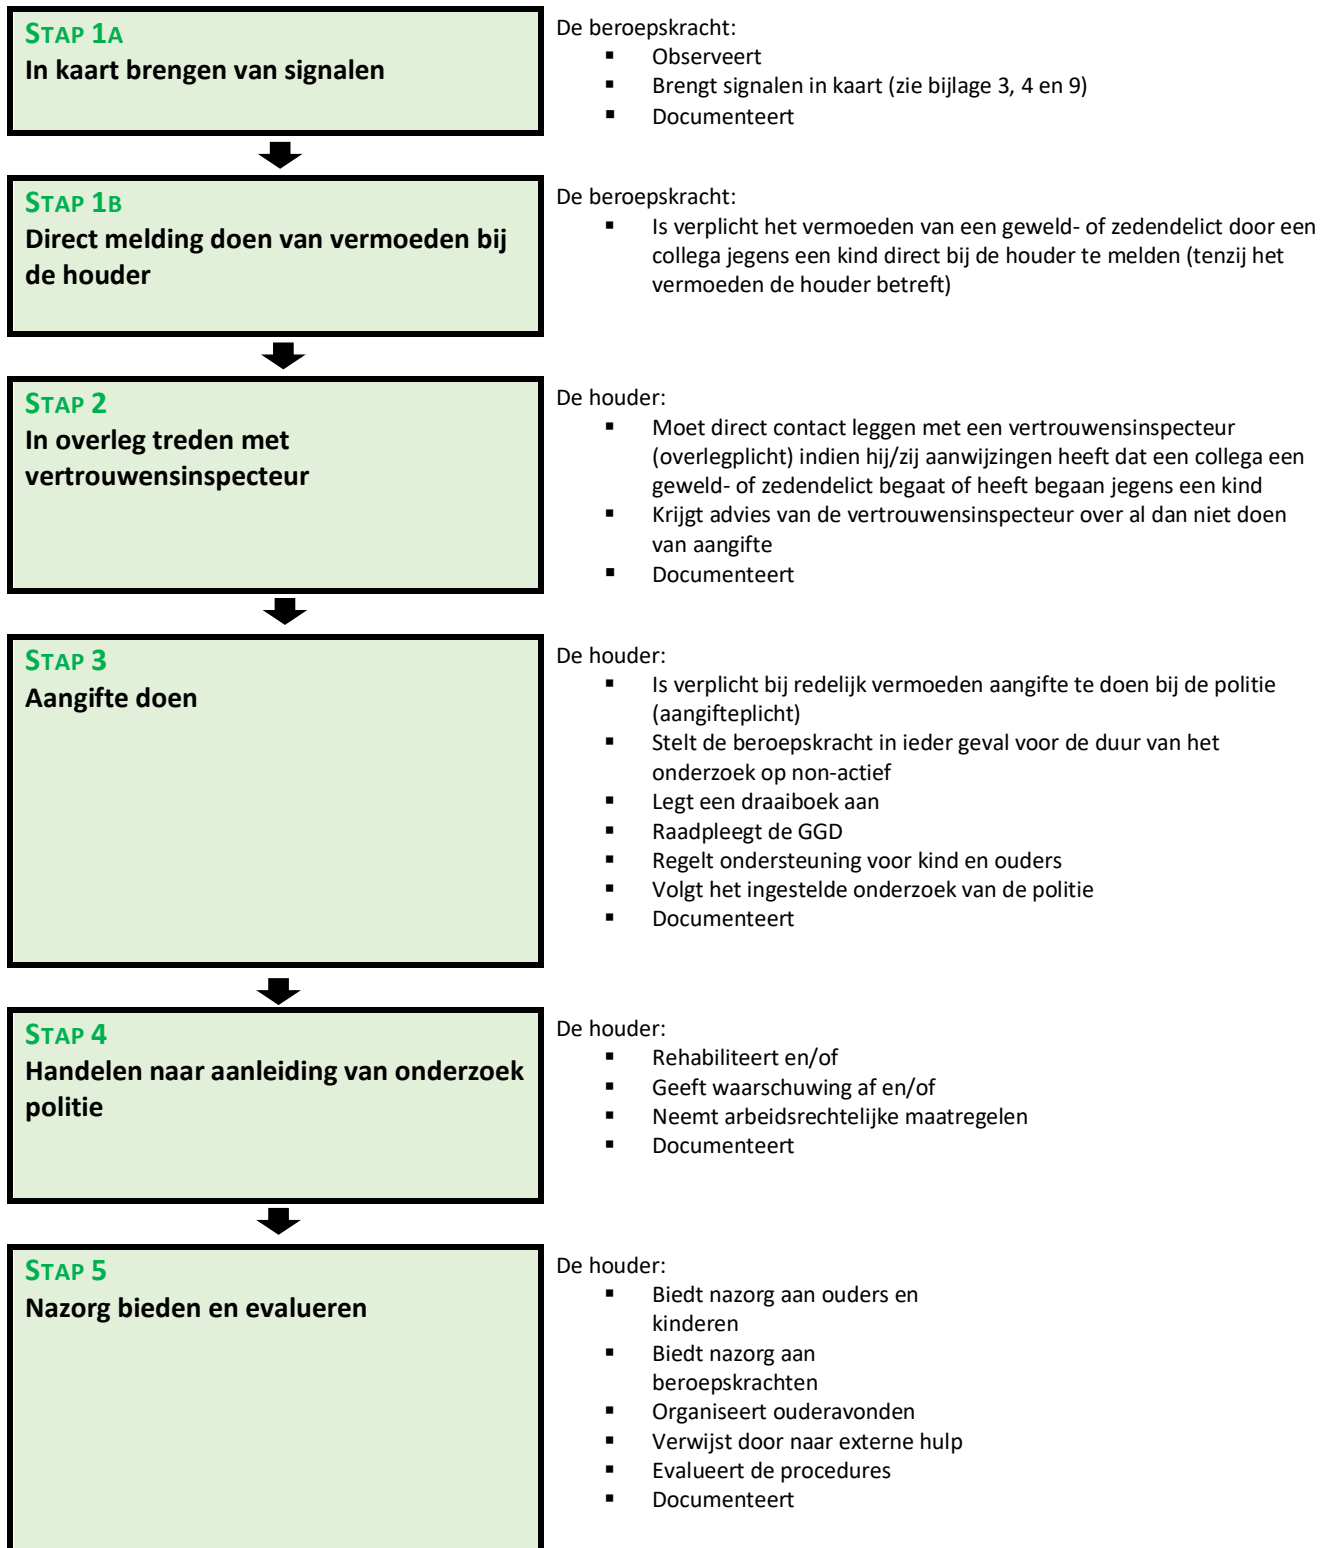 STAP 1A
In kaart brengen van signalen
De beroepskracht:
▪ Observeert
▪ Brengt signalen in kaart (zie bijlage 3, 4 en 9)
▪ Documenteert
STAP 1B
Direct melding doen van vermoeden bij
de houder
De beroepskracht:
▪ Is verplicht het vermoeden van een geweld- of zedendelict door een
collega jegens een kind direct bij de houder te melden (tenzij het
vermoeden de houder betreft)
STAP 2
In overleg treden met
vertrouwensinspecteur
De houder:
▪ Moet direct contact leggen met een vertrouwensinspecteur
(overlegplicht) indien hij/zij aanwijzingen heeft dat een collega een
geweld- of zedendelict begaat of heeft begaan jegens een kind
▪ Krijgt advies van de vertrouwensinspecteur over al dan niet doen
van aangifte
▪ Documenteert
STAP 3
Aangifte doen
De houder:
▪ Is verplicht bij redelijk vermoeden aangifte te doen bij de politie
(aangifteplicht)
▪ Stelt de beroepskracht in ieder geval voor de duur van het
onderzoek op non-actief
▪ Legt een draaiboek aan
▪ Raadpleegt de GGD
▪ Regelt ondersteuning voor kind en ouders
▪ Volgt het ingestelde onderzoek van de politie
▪ Documenteert
STAP 4
Handelen naar aanleiding van onderzoek
politie
De houder:
▪ Rehabiliteert en/of
▪ Geeft waarschuwing af en/of
▪ Neemt arbeidsrechtelijke maatregelen
▪ Documenteert
STAP 5
Nazorg bieden en evalueren
De houder:
▪ Biedt nazorg aan ouders en
kinderen
▪ Biedt nazorg aan
beroepskrachten
▪ Organiseert ouderavonden
▪ Verwijst door naar externe hulp
▪ Evalueert de procedures
▪ Documenteert